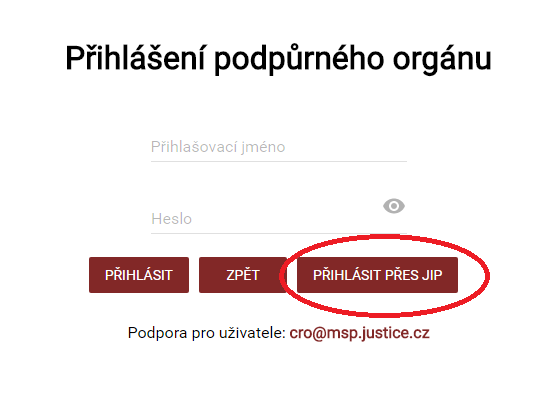 Přihlášení podpůrného orgánu
Přihlašovací jméno
Heslo
PŘIHLÁSIT ZPĚT PŘIHLÁSIT PŘES JIP
Podpora pro uživatele: cro@msp.justice.cz